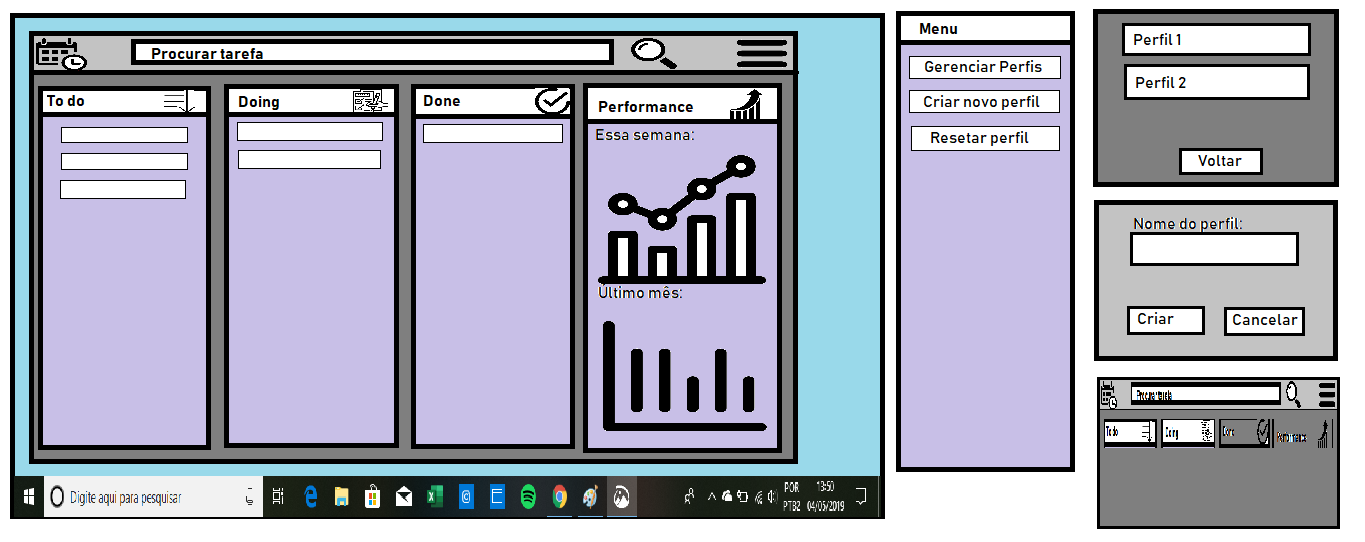 Procurar tarefa
To do
Doing
Done
Performance
Essa semana:
Último mês:
Digite aqui para pesquisar
POR
PTB2
13:50
04/05/2019
Menu
Gerenciar Perfis
Criar novo perfil
Resetar perfil
Perfil 1
Perfil 2
Voltar
Nome do perfil:
Criar
Cancelar
Procurar tarefa
To do
Doing
Done
Performance